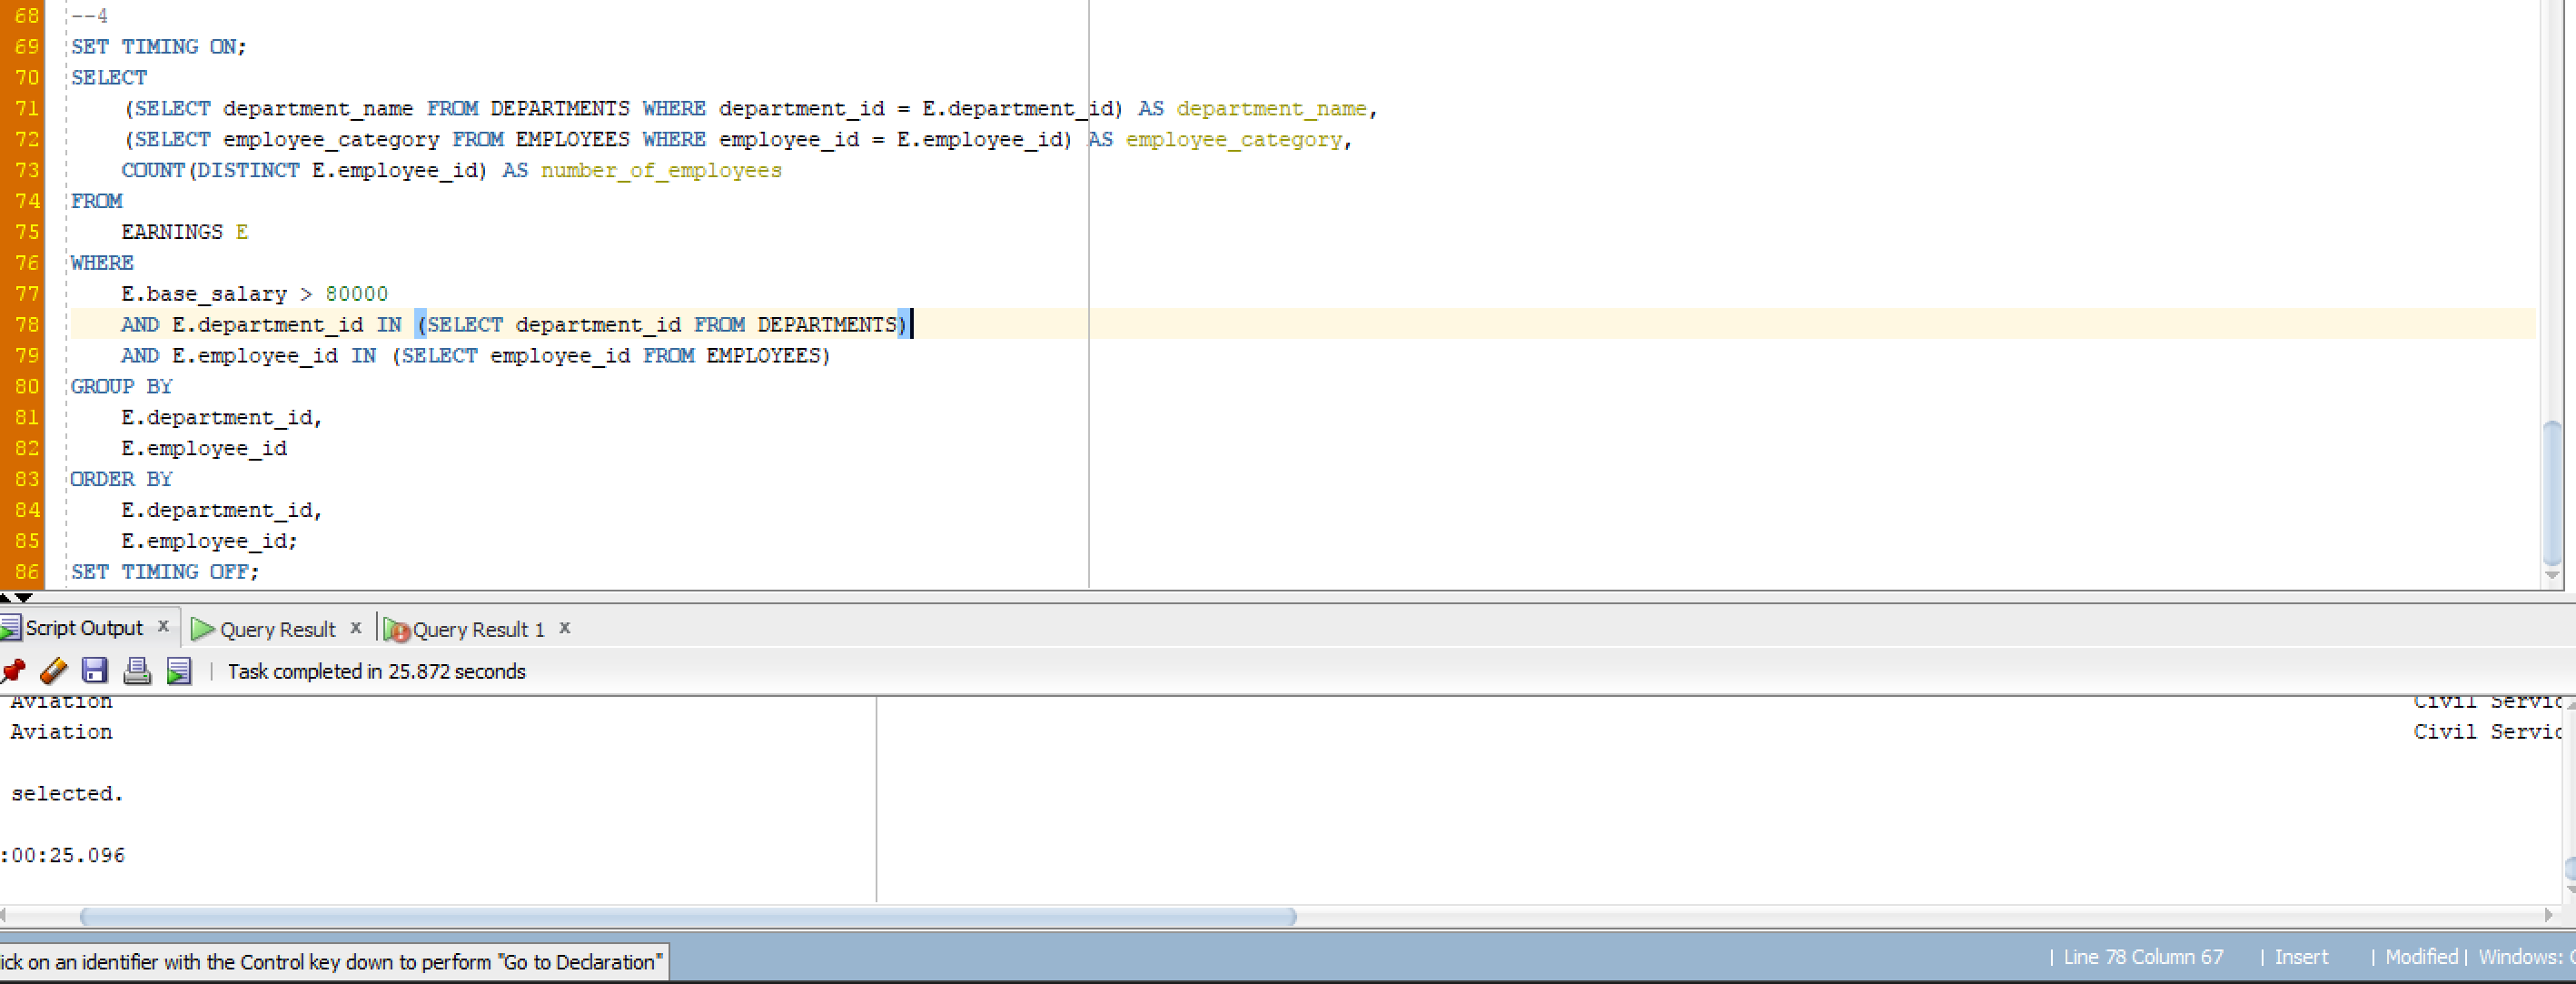 68 --4
69 SET TIMING ON;
70 SELECT
71 (SELECT department_name FROM DEPARTMENTS WHERE department_id = E.department_id) AS department_name,
72 (SELECT employee_category FROM EMPLOYEES WHERE employee_id = E.employee_id) AS employee_category,
73 COUNT(DISTINCT E.employee_id) AS number_of_employees
74 FROM
75 EARNINGS E
76 WHERE
77 E.base_salary > 80000
78 AND E.department_id IN (SELECT department_id FROM DEPARTMENTS)
79 AND E.employee_id IN (SELECT employee_id FROM EMPLOYEES)
80 GROUP BY
81 E.department_id,
82 E.employee_id
83 ORDER BY
84 E.department_id,
85 E.employee_id;
86 SET TIMING OFF;
Script Output x Query Result x Query Result 1 x
Task completed in 25.872 seconds
Aviation Civil Servic
Aviation Civil Servic
selected.
:00:25.096
ick on an identifier with the Control key down to perform "Go to Declaration" | Line 78 Column 67 | Insert | Modified | Windows: